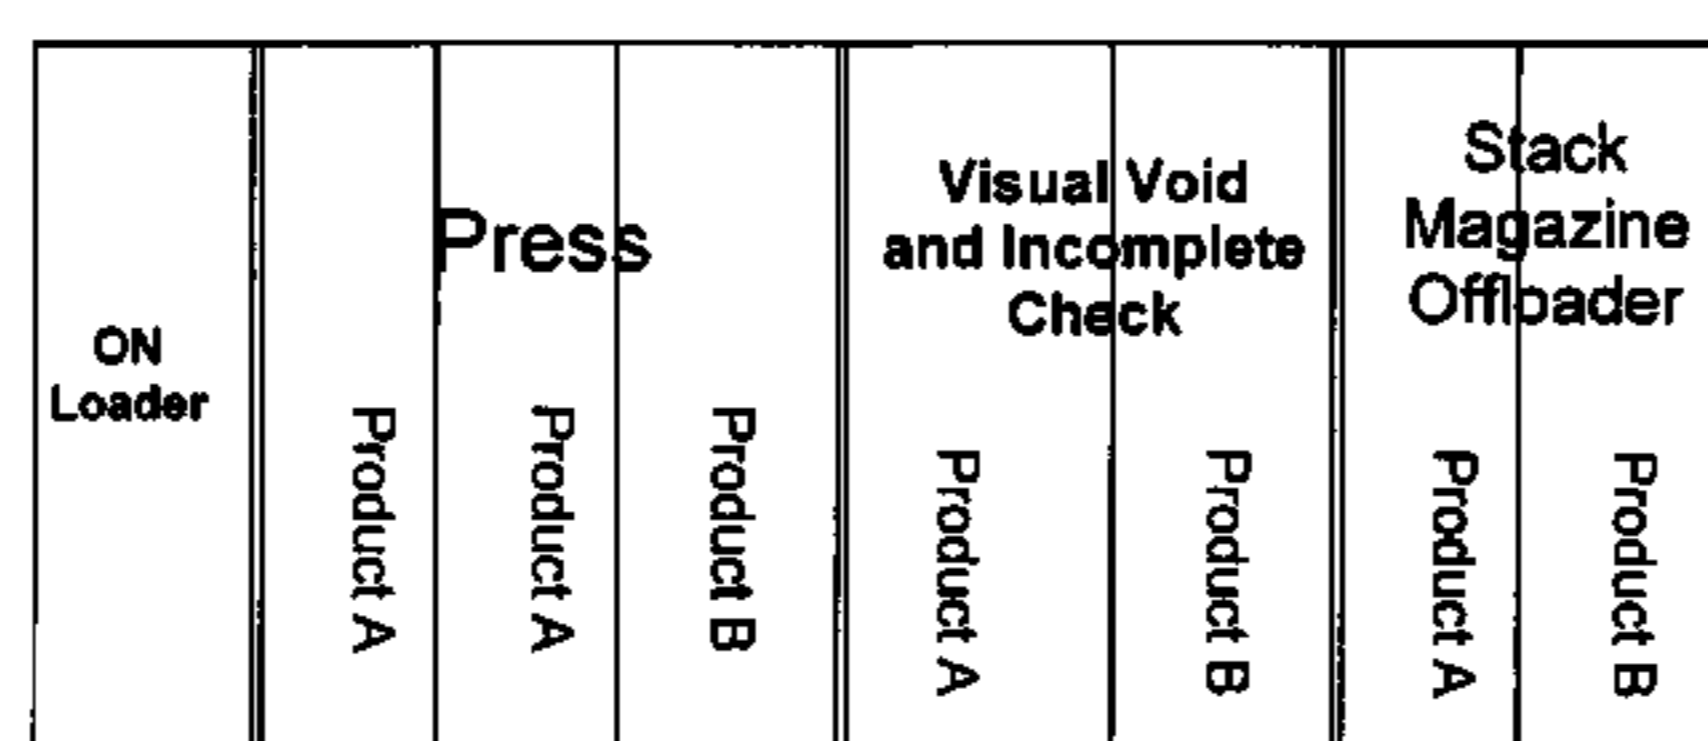 ON
Loader
Press
Product A
Product A
Product B
Visual Void
and Incomplete
Check
Product A
Product B
Stack
Magazine
Offloader
Product A
Product B